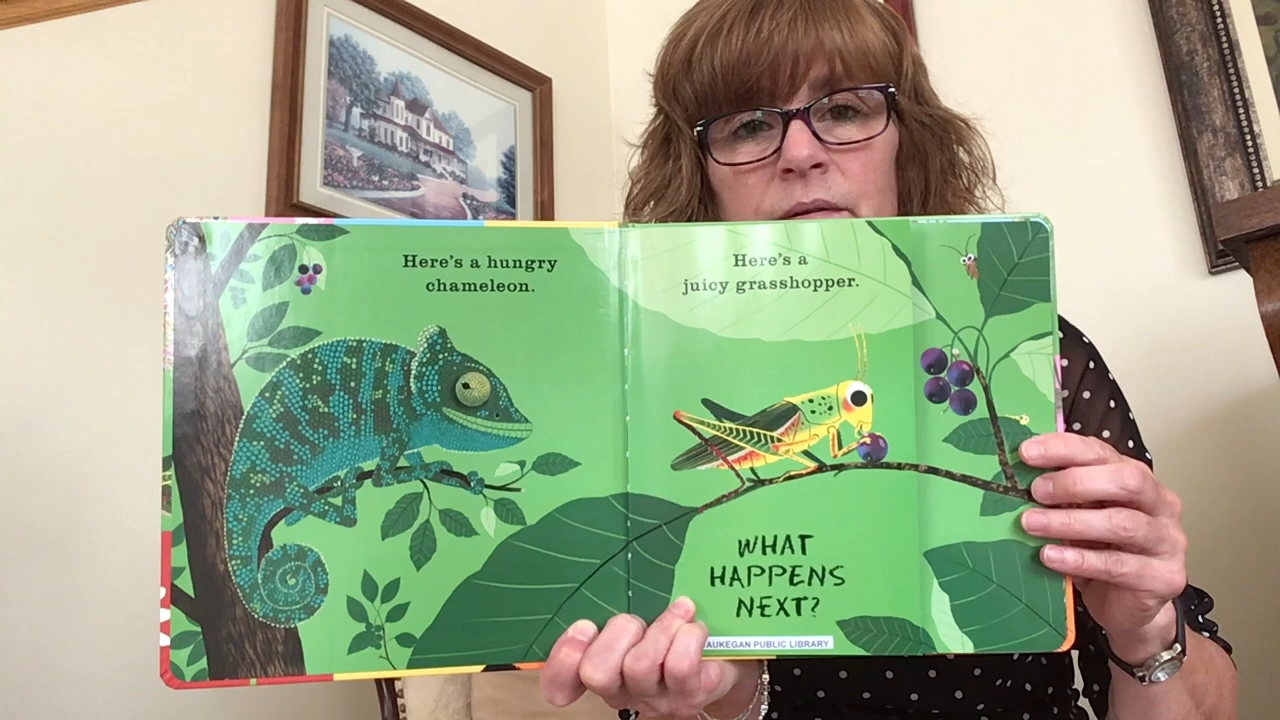 Here's a hungry
chameleon.
Here's a
juicy grasshopper.
WHAT
HAPPENS
NEXT?
AUKEGAN PUBLIC LIBRARY